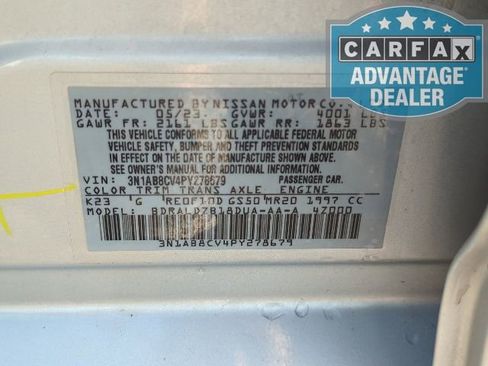 CARFAX
ADVANTAGE
DEALER
MANUFACTURED BY NISSAN MOTOR CO.
DATE: 05/23 GVWR: 4001 LBS
GAWR FR: 2161 LBS GAWR RR: 1863 LBS
THIS VEHICLE CONFORMS TO ALL APPLICABLE FEDERAL MOTOR
VEHICLE SAFETY, BUMPER AND THEFT PREVENTION STANDARDS
IN EFFECT ON THE DATE OF MANUFACTURE SHOWN ABOVE.
SEE OWNER'S MANUAL FOR ADDITIONAL INFORMATION.
VIN: 3N1AB8CV4PY278679 PASSENGER CAR.
COLOR TRIM TRANS AXLE ENGINE
K23 G RE0F10D GS50 MR20 1997 CC
MODEL: BDRALDZB18DUA-AA-A 4Z000
3N1AB8CV4PY278679